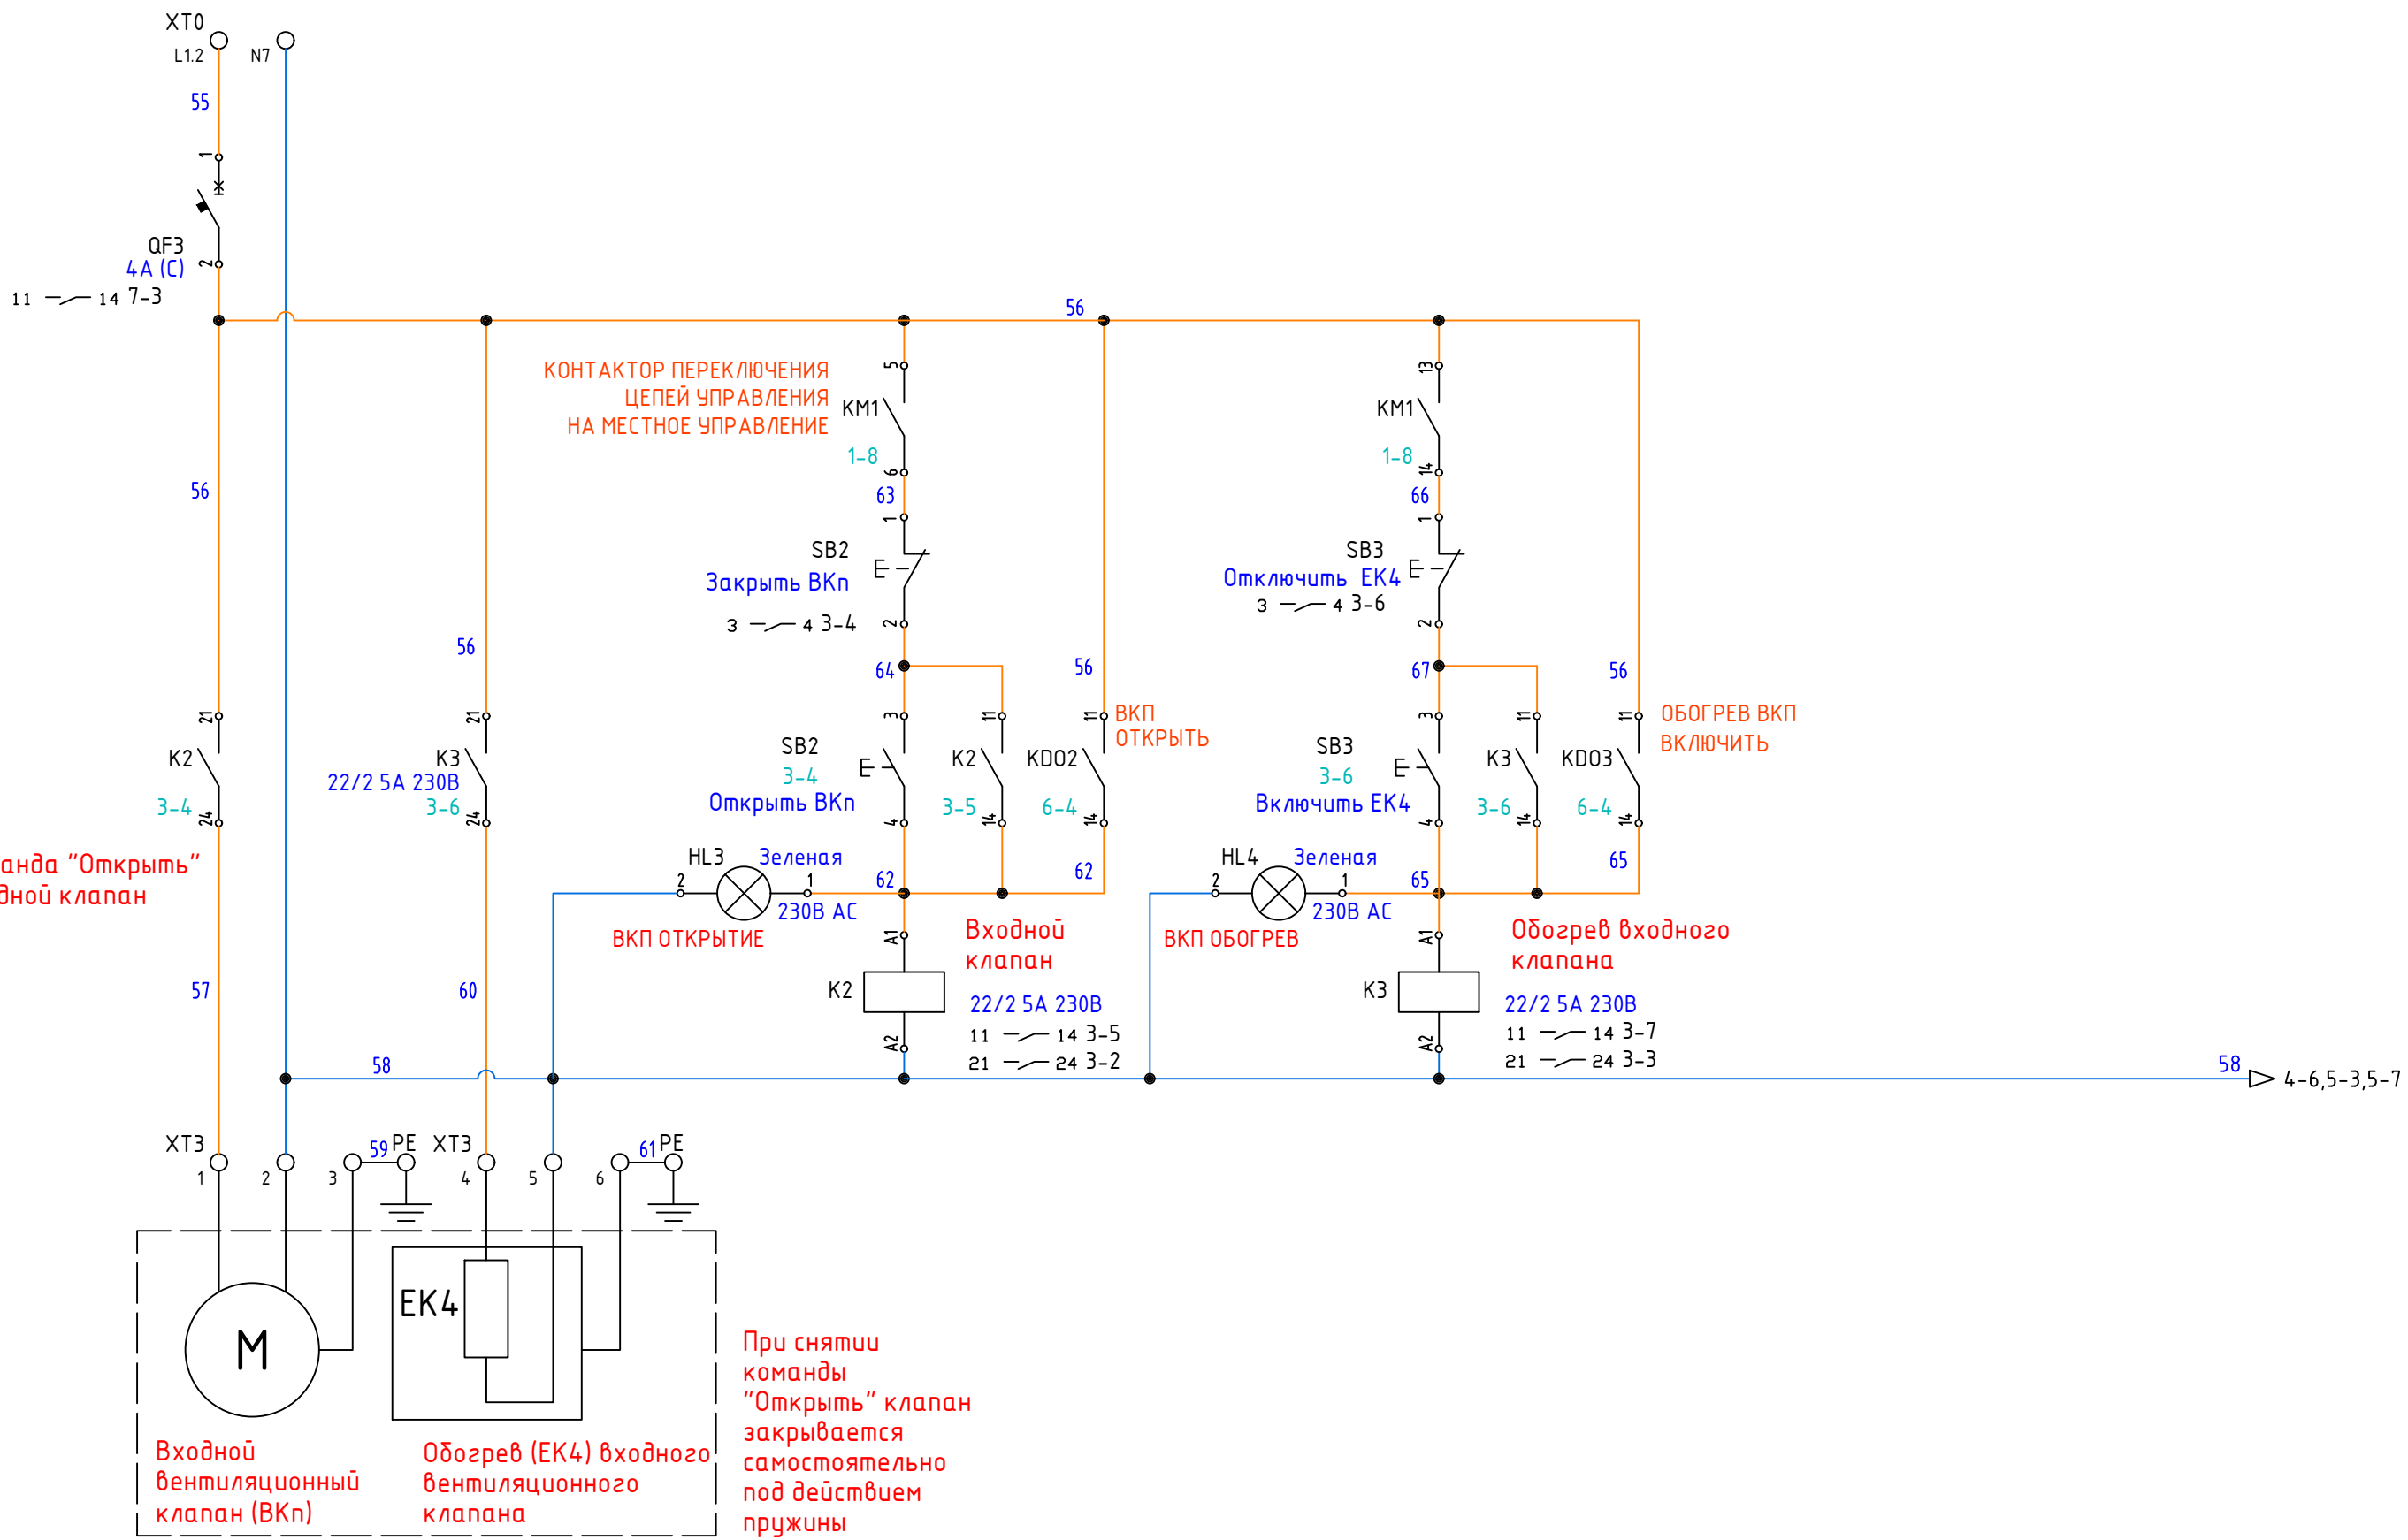 XT0
L1.2
N7
55
1
QF3
4A (C)
2
11 14 7-3
56
КОНТАКТОР ПЕРЕКЛЮЧЕНИЯ
ЦЕПЕЙ УПРАВЛЕНИЯ
НА МЕСТНОЕ УПРАВЛЕНИЕ
5
KM1
1-8
6
63
13
KM1
1-8
14
66
56
1
SB2
Закрыть ВКп
3 4 3-4
2
1
SB3
Отключить EK4
3 4 3-6
2
56
64
56
67
56
21
K2
3-4
24
21
K3
22/2 5A 230В
3-6
24
3
SB2
3-4
Открыть ВКп
4
11
K2
3-5
14
11
KDO2
6-4
14
ВКП
ОТКРЫТЬ
3
SB3
3-6
Включить EK4
4
11
K3
3-6
14
11
KDO3
6-4
14
ОБОГРЕВ ВКП
ВКЛЮЧИТЬ
анда "Открыть"
дной клапан
HL3
Зеленая
2
1
230В AC
ВКП ОТКРЫТИЕ
62
62
HL4
Зеленая
2
1
230В AC
ВКП ОБОГРЕВ
65
65
57
60
A1
K2
A2
Входной
клапан
22/2 5A 230В
11 14 3-5
21 24 3-2
A1
K3
A2
Обогрев входного
клапана
22/2 5A 230В
11 14 3-7
21 24 3-3
58
58
4-6,5-3,5-7
XT3
1
2
3
59
PE
XT3
4
5
6
61
PE
M
EK4
Входной
вентиляционный
клапан (ВКп)
Обогрев (EK4) входного
вентиляционного
клапана
При снятии
команды
"Открыть" клапан
закрывается
самостоятельно
под действием
пружины